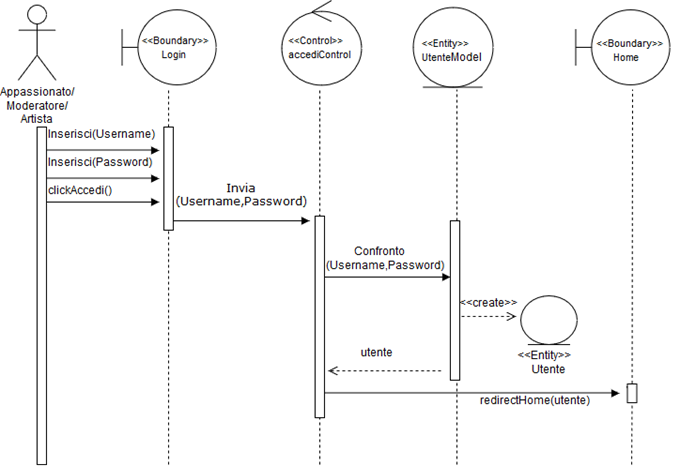 <<Boundary>>
Login
<<Control>>
accediControl
<<Entity>>
UtenteModel
<<Boundary>>
Home
Appassionato/
Moderatore/
Artista
Inserisci(Username)
Inserisci(Password)
clickAccedi()
Invia
(Username,Password)
Confronto
(Username,Password)
<<create>>
<<Entity>>
Utente
utente
redirectHome(utente)